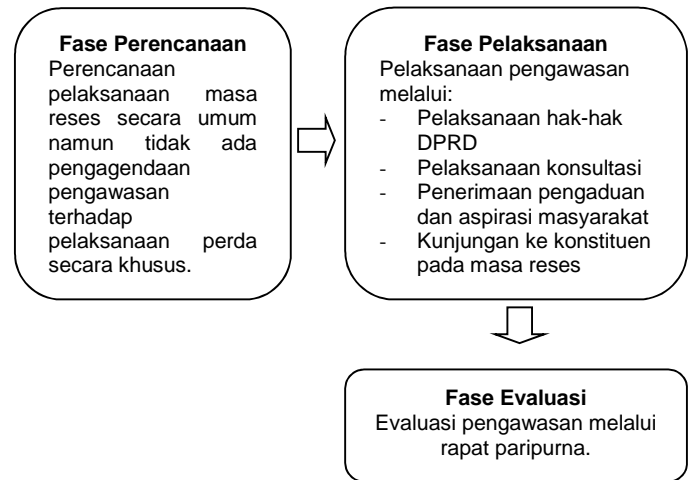 Fase Perencanaan
Perencanaan
pelaksanaan masa
reses secara umum
namun tidak ada
pengagendaan
pengawasan
terhadap
pelaksanaan perda
secara khusus.
Fase Pelaksanaan
Pelaksanaan pengawasan
melalui:
- Pelaksanaan hak-hak
DPRD
- Pelaksanaan konsultasi
- Penerimaan pengaduan
dan aspirasi masyarakat
- Kunjungan ke konstituen
pada masa reses
Fase Evaluasi
Evaluasi pengawasan melalui
rapat paripurna.